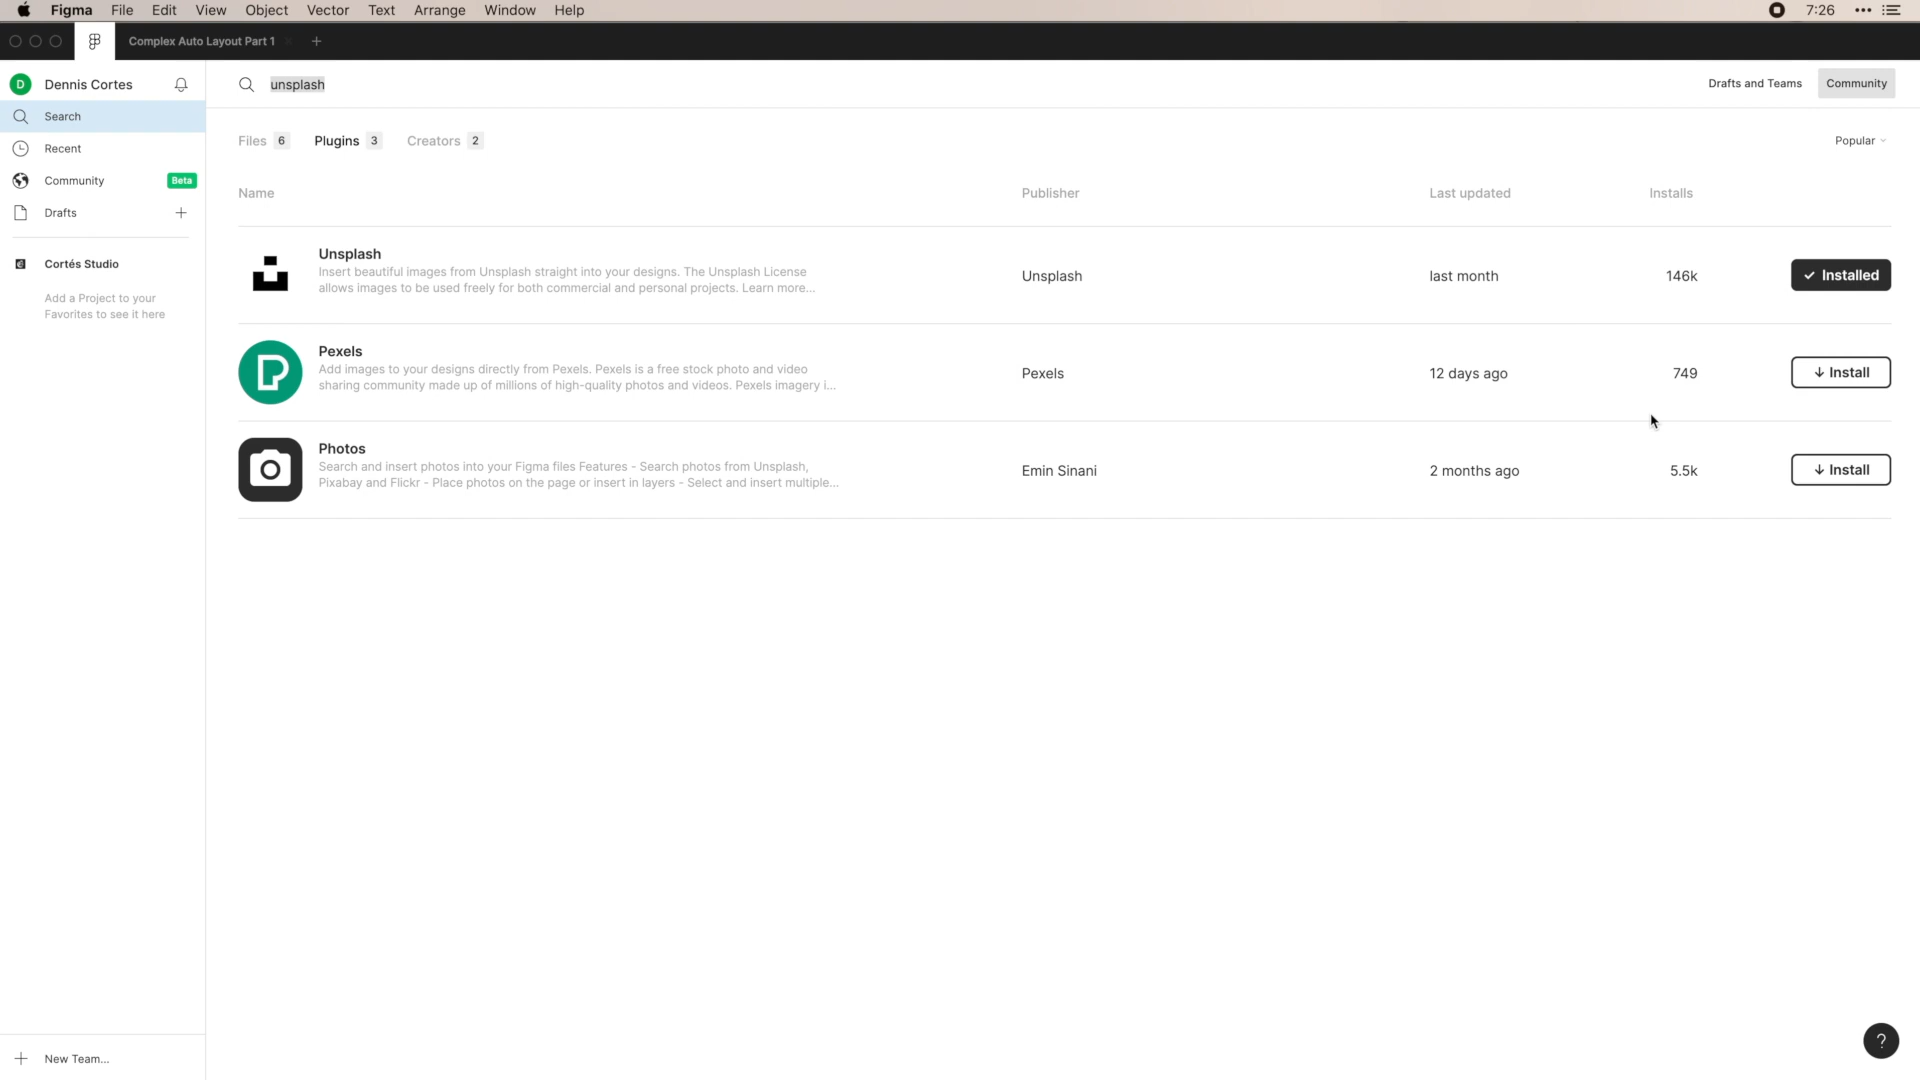 Figma File Edit View Object Vector Text Arrange Window Help 7:26
Complex Auto Layout Part 1
D Dennis Cortes
unsplash
Drafts and Teams Community
Search
Recent
Community Beta
Drafts
Cortés Studio
Add a Project to your
Favorites to see it here
New Team...
Files 6 Plugins 3 Creators 2 Popular
Name Publisher Last updated Installs
Unsplash
Insert beautiful images from Unsplash straight into your designs. The Unsplash License
allows images to be used freely for both commercial and personal projects. Learn more...
Unsplash last month 146k Installed
Pexels
Add images to your designs directly from Pexels. Pexels is a free stock photo and video
sharing community made up of millions of high-quality photos and videos. Pexels imagery i...
Pexels 12 days ago 749 Install
Photos
Search and insert photos into your Figma files Features - Search photos from Unsplash,
Pixabay and Flickr - Place photos on the page or insert in layers - Select and insert multiple...
Emin Sinani 2 months ago 5.5k Install
?